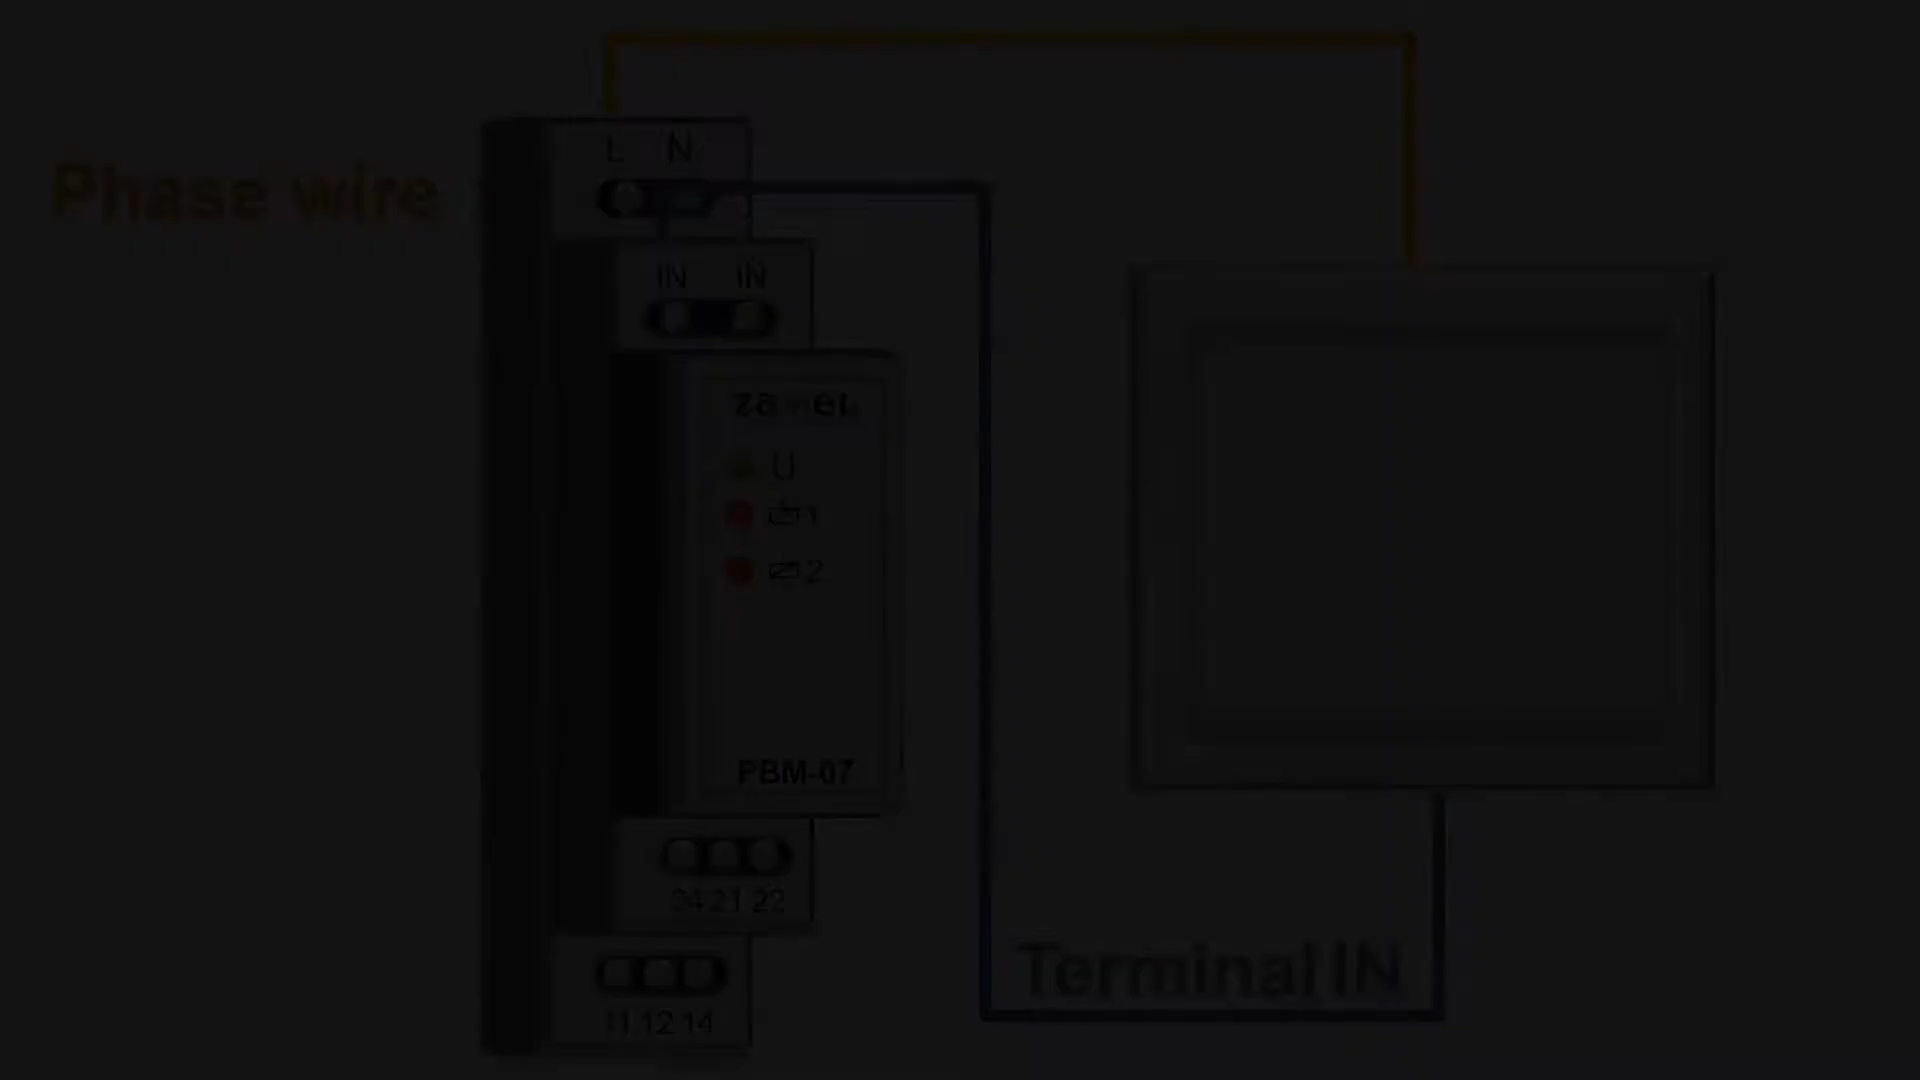 L N
Phase wire
IN IN
zamel
U
1
2
PBM-07
24 21 22
Terminal IN
11 12 14